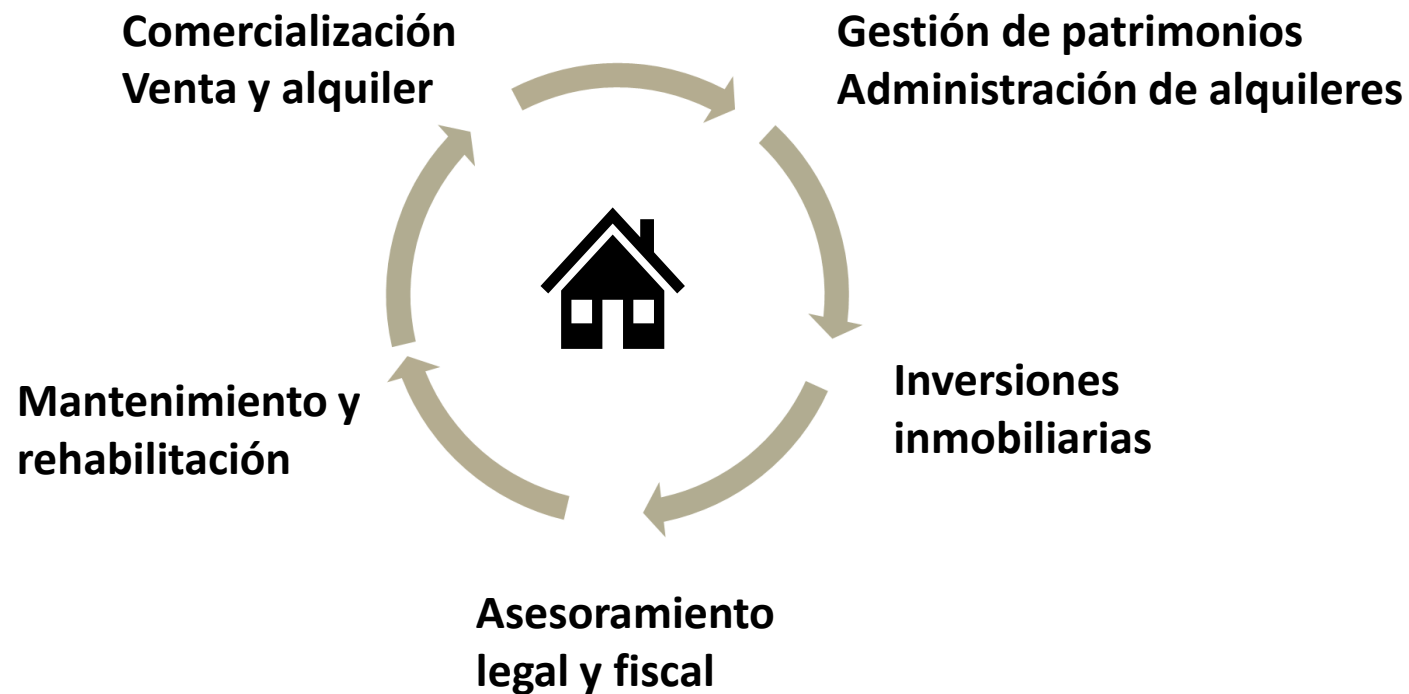 Comercialización
Venta y alquiler
Gestión de patrimonios
Administración de alquileres
Inversiones
inmobiliarias
Asesoramiento
legal y fiscal
Mantenimiento y
rehabilitación